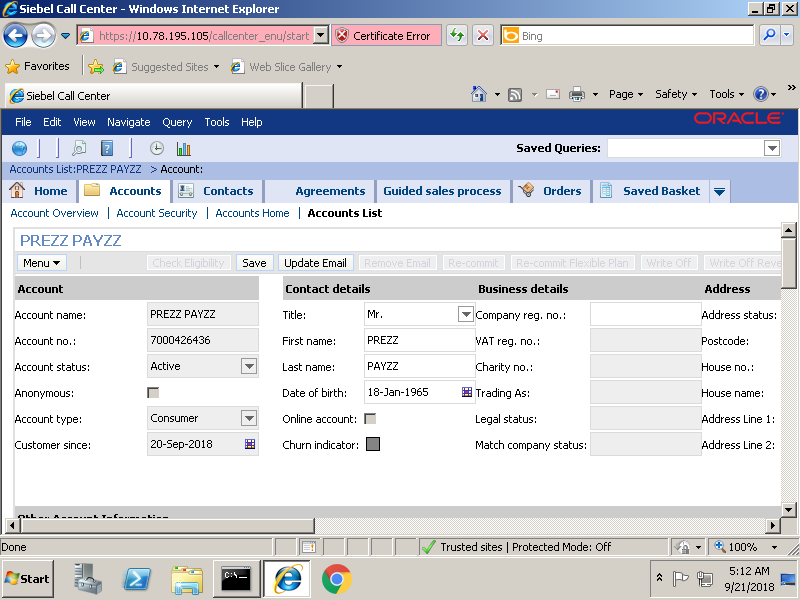 Siebel Call Center - Windows Internet Explorer
https://10.78.195.105/callcenter_enu/start
Certificate Error
Bing
Favorites
Suggested Sites
Web Slice Gallery
Siebel Call Center
Page
Safety
Tools
File Edit View Navigate Query Tools Help
ORACLE
Saved Queries:
Accounts List:PREZZ PAYZZ > Account:
Home Accounts Contacts Agreements Guided sales process Orders Saved Basket
Account Overview | Account Security | Accounts Home | Accounts List
PREZZ PAYZZ
Menu Check Eligibility Save Update Email Remove Email Re-commit Re-commit Flexible Plan Write Off Write Off Reve
Account Contact details Business details Address
Account name: PREZZ PAYZZ Title: Mr. Company reg. no.: Address status:
Account no.: 7000426436 First name: PREZZ VAT reg. no.: Postcode:
Account status: Active Last name: PAYZZ Charity no.: House no.:
Anonymous: Date of birth: 18-Jan-1965 Trading As: House name:
Account type: Consumer Online account: Legal status: Address Line 1:
Customer since: 20-Sep-2018 Churn indicator: Match company status: Address Line 2:
Other Account Information
Done
Trusted sites | Protected Mode: Off
100%
Start
C:\
5:12 AM
9/21/2018